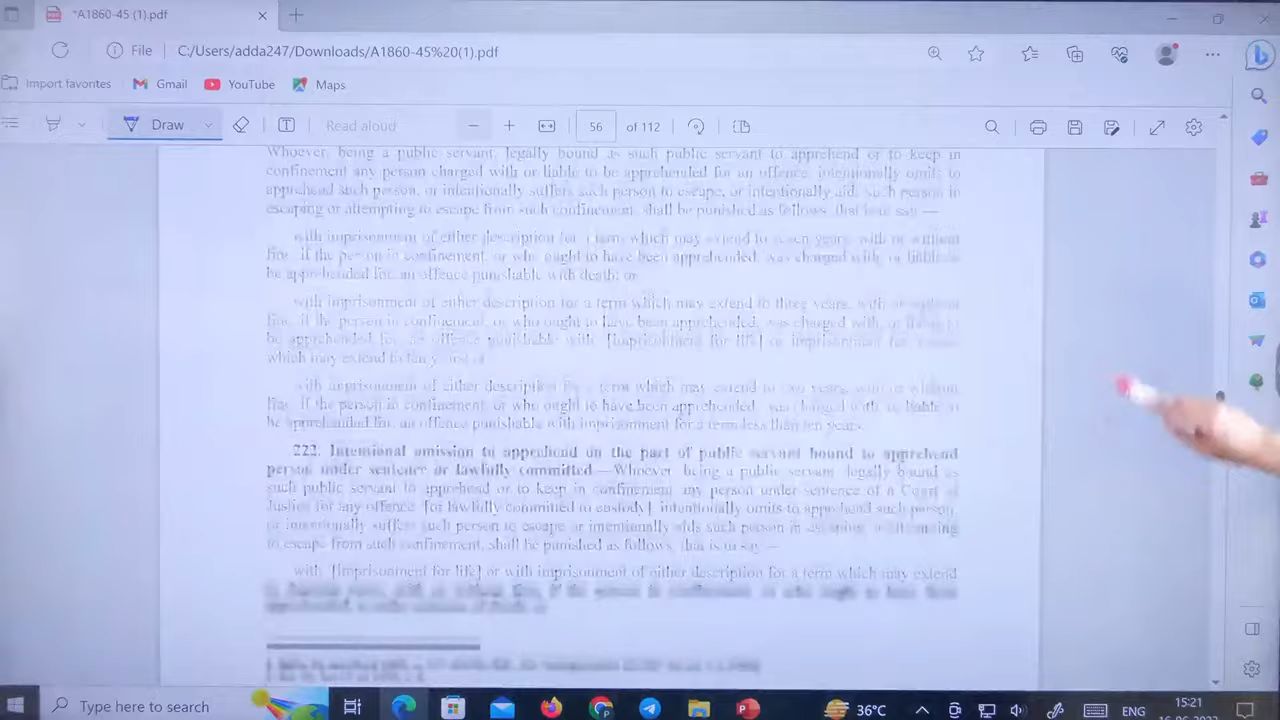 *A1860-45 (1).pdf
File C:/Users/adda247/Downloads/A1860-45%20(1).pdf
Import favorites Gmail YouTube Maps
Draw Read aloud 56 of 112
Whoever, being a public servant, legally bound as such public servant to apprehend or to keep in
confinement any person charged with or liable to be apprehended for an offence, intentionally omits to
apprehend such person, or intentionally suffers such person to escape, or intentionally aids such person in
escaping or attempting to escape from such confinement, shall be punished as follows, that is to say:—
with imprisonment of either description for a term which may extend to seven years, with or without
fine, if the person in confinement, or who ought to have been apprehended, was charged with, or liable to
be apprehended for, an offence punishable with death; or
with imprisonment of either description for a term which may extend to three years, with or without
fine, if the person in confinement, or who ought to have been apprehended, was charged with, or liable to
be apprehended for, an offence punishable with [imprisonment for life] or imprisonment for
which may extend to ten years; or
with imprisonment of either description for a term which may extend to two years, with or without
fine, if the person in confinement, or who ought to have been apprehended, was charged with, or liable to
be apprehended for, an offence punishable with imprisonment for a term less than ten years.
222. Intentional omission to apprehend on the part of public servant bound to apprehend
person under sentence or lawfully committed.—Whoever, being a public servant, legally bound as
such public servant to apprehend or to keep in confinement any person under sentence of a Court of
Justice for any offence [or lawfully committed to custody], intentionally omits to apprehend such person,
or intentionally suffers such person to escape or intentionally aids such person in escaping or attempting
to escape from such confinement, shall be punished as follows, that is to say:—
with [imprisonment for life] or with imprisonment of either description for a term which may extend
Type here to search 36°C ENG 15:21